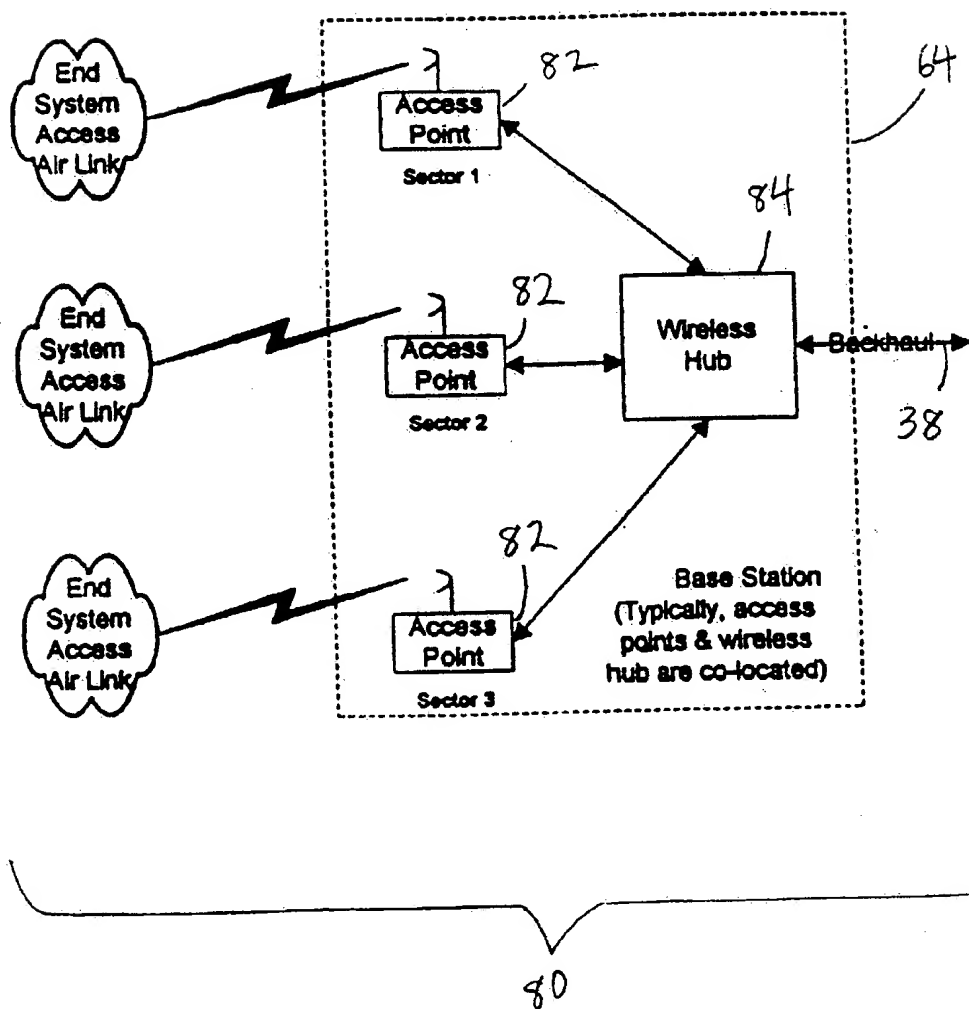 End
System
Access
Air Link
Access
Point
82
Sector 1
64
84
End
System
Access
Air Link
Access
Point
82
Sector 2
Wireless
Hub
Backhaul
38
End
System
Access
Air Link
Access
Point
82
Sector 3
Base Station
(Typically, access
points & wireless
hub are co-located)
80